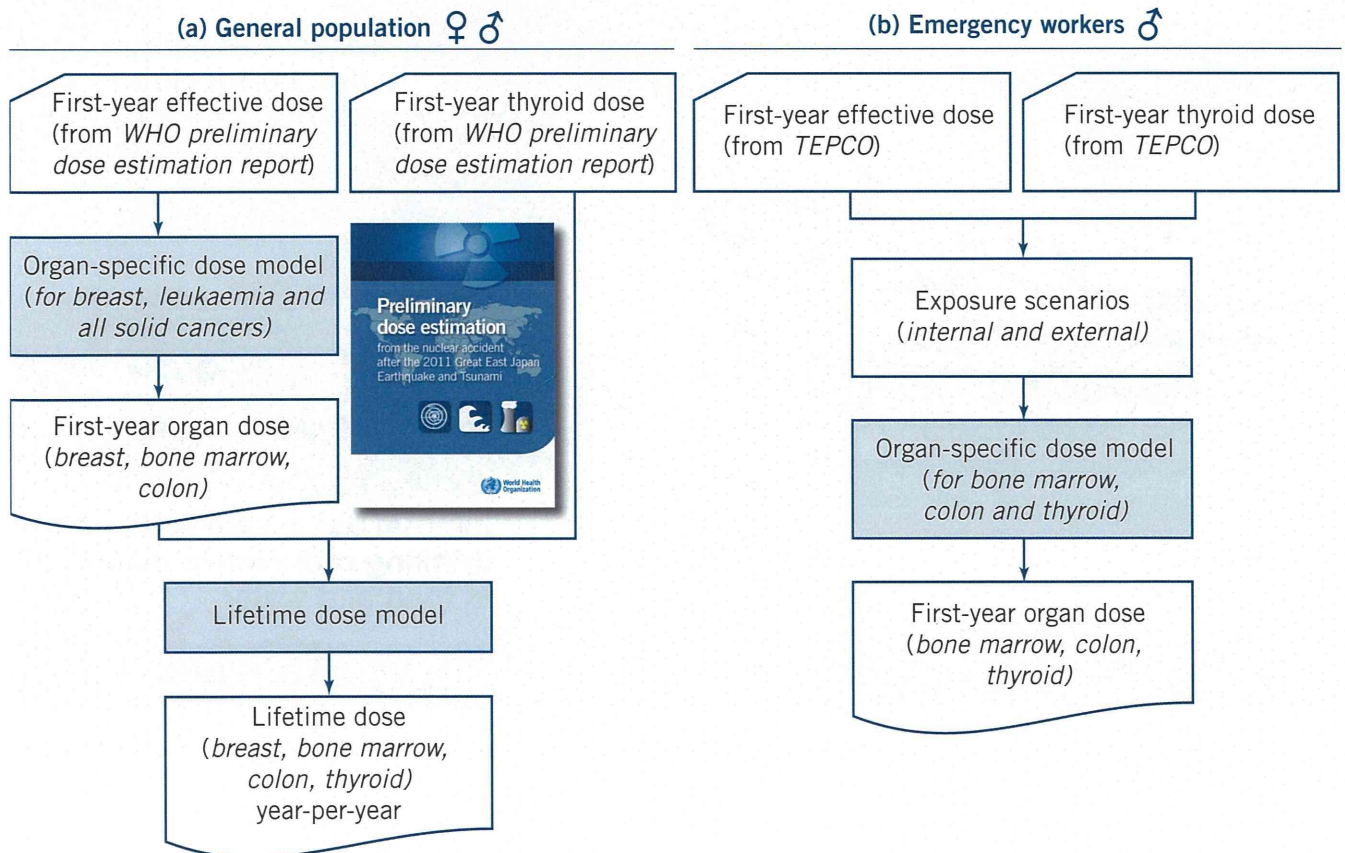 (a) General population ♀ ♂
First-year effective dose
(from WHO preliminary
dose estimation report)
First-year thyroid dose
(from WHO preliminary
dose estimation report)
Organ-specific dose model
(for breast, leukaemia and
all solid cancers)
Preliminary
dose estimation
from the nuclear accident
after the 2011 Great East Japan
Earthquake and Tsunami
World Health
Organization
First-year organ dose
(breast, bone marrow,
colon)
Lifetime dose model
Lifetime dose
(breast, bone marrow,
colon, thyroid)
year-per-year
(b) Emergency workers ♂
First-year effective dose
(from TEPCO)
First-year thyroid dose
(from TEPCO)
Exposure scenarios
(internal and external)
Organ-specific dose model
(for bone marrow,
colon and thyroid)
First-year organ dose
(bone marrow, colon,
thyroid)